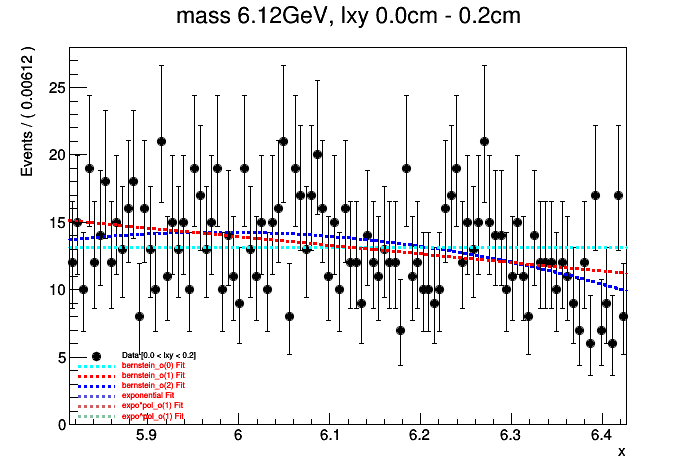 mass 6.12GeV, lxy 0.0cm - 0.2cm
Events / ( 0.00612 )
25
20
15
10
5
0
Data*[0.0 < lxy < 0.2]
bernstein_o(0) Fit
bernstein_o(1) Fit
bernstein_o(2) Fit
exponential Fit
expo*pol_o(1) Fit
expo*pol_o(1) Fit
5.9 6 6.1 6.2 6.3 6.4
x